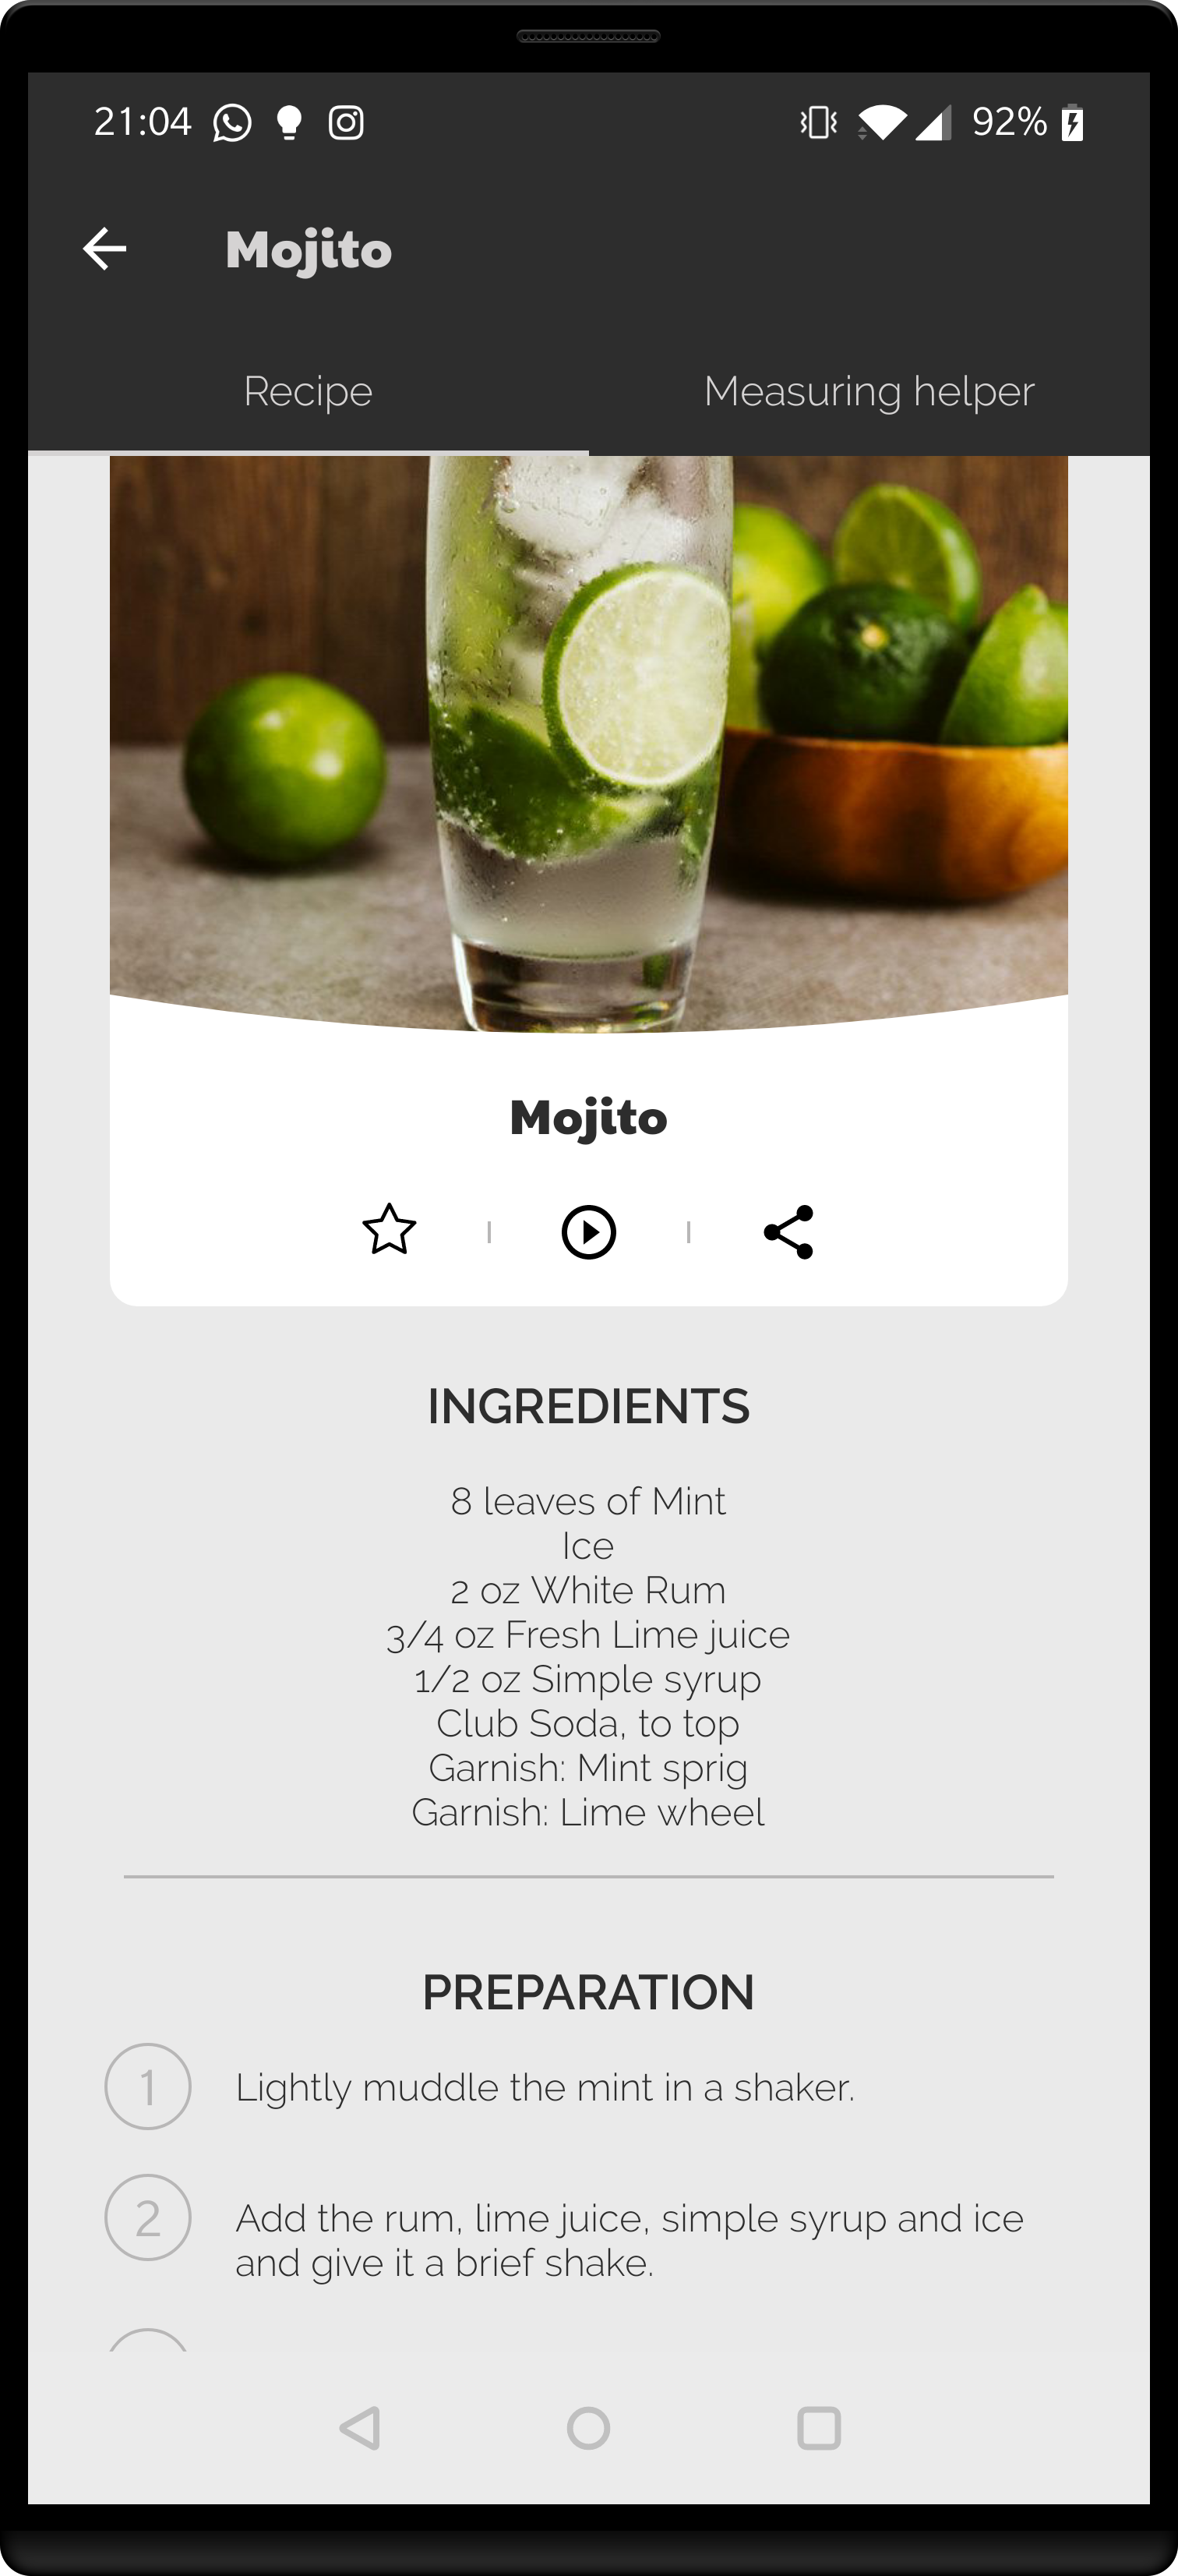 21:04 92%
Mojito
Recipe Measuring helper
Mojito
INGREDIENTS
8 leaves of Mint
Ice
2 oz White Rum
3/4 oz Fresh Lime juice
1/2 oz Simple syrup
Club Soda, to top
Garnish: Mint sprig
Garnish: Lime wheel
PREPARATION
1 Lightly muddle the mint in a shaker.
2 Add the rum, lime juice, simple syrup and ice
and give it a brief shake.